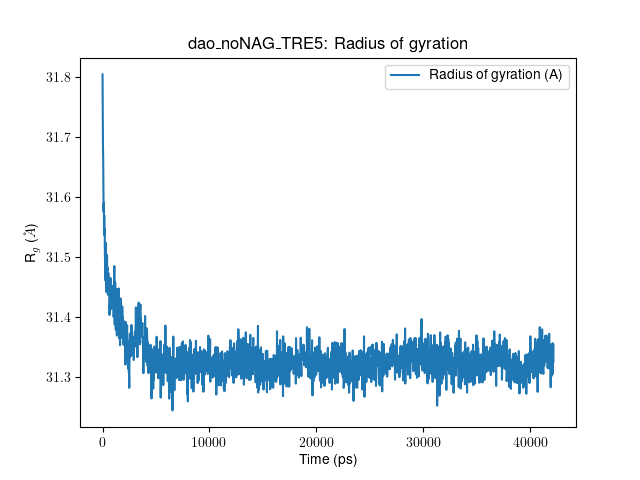 dao_noNAG_TRE5: Radius of gyration
Radius of gyration (A)
31.8
31.7
31.6
31.5
31.4
31.3
R_g (Å)
0 10000 20000 30000 40000
Time (ps)